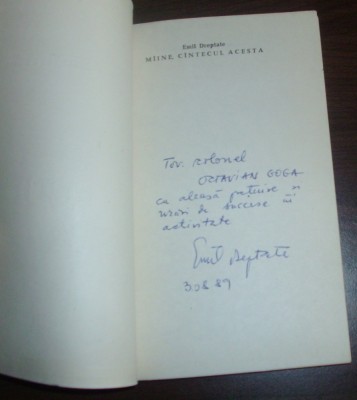 Emil Dreptate
MÎINE, CÎNTECUL ACESTA
Tov. colonel
OCTAVIAN GOGA
cu aleasă prețuire și
urări de succese în
activitate
Emil Dreptate
89